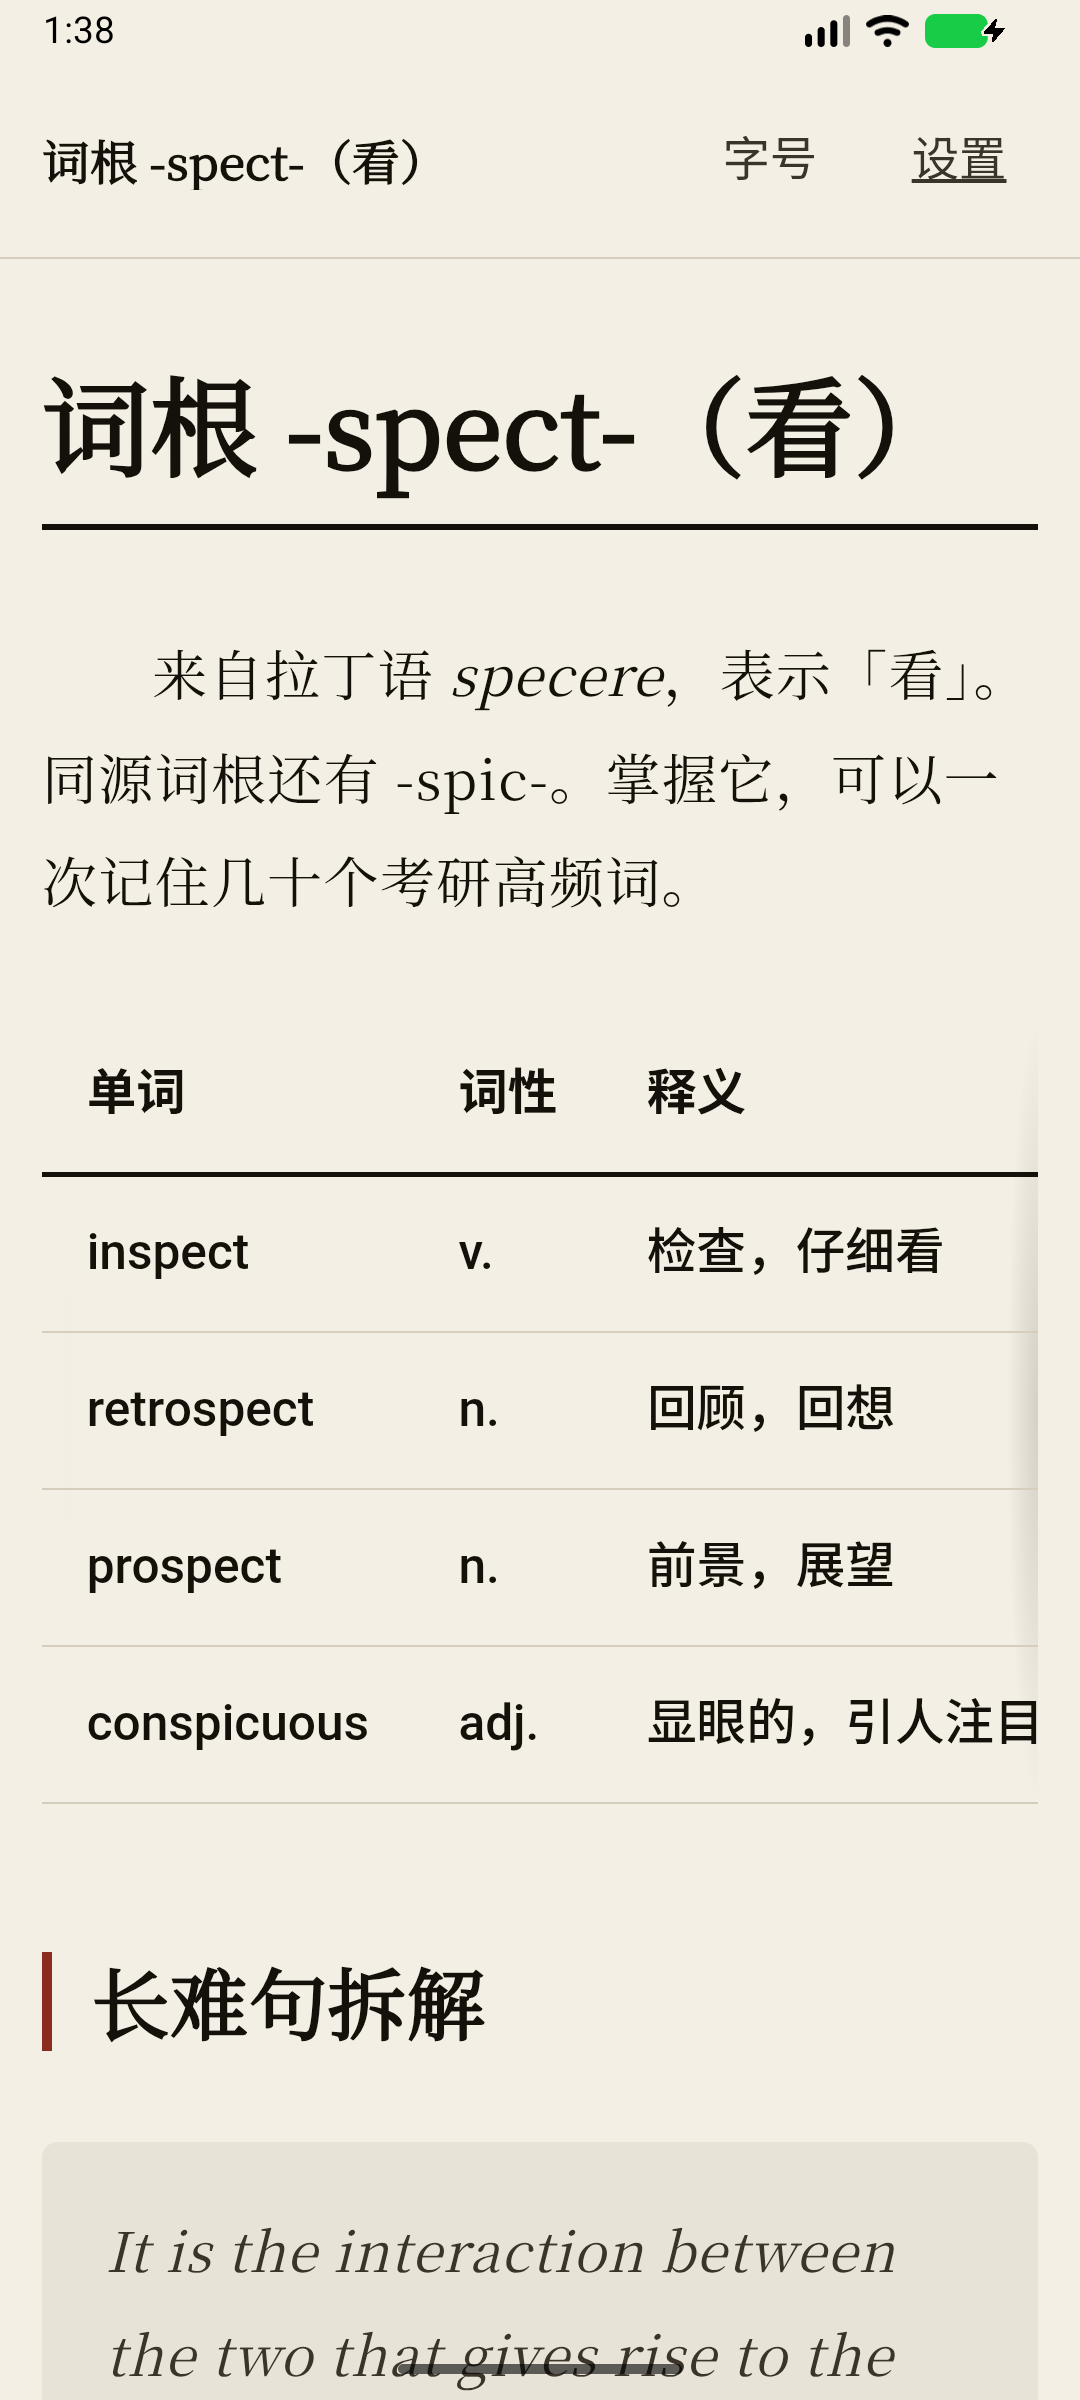 1:38
词根 -spect-（看）
字号
设置
词根 -spect-（看）
来自拉丁语 specere，表示「看」。
同源词根还有 -spic-。掌握它，可以一
次记住几十个考研高频词。
单词 词性 释义
inspect v. 检查，仔细看
retrospect n. 回顾，回想
prospect n. 前景，展望
conspicuous adj. 显眼的，引人注目
长难句拆解
It is the interaction between
the two that gives rise to the